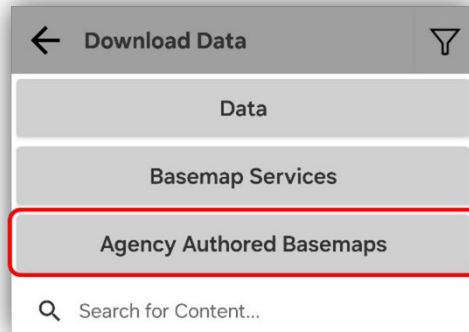 Download Data
Data
Basemap Services
Agency Authored Basemaps
Search for Content...